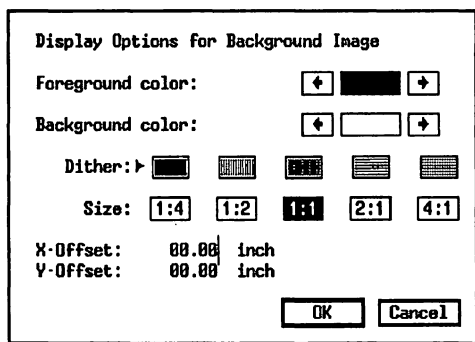 Display Options for Background Image
Foreground color:
Background color:
Dither:
Size: 1:4 1:2 1:1 2:1 4:1
X-Offset: 00.00 inch
Y-Offset: 00.00 inch
OK Cancel